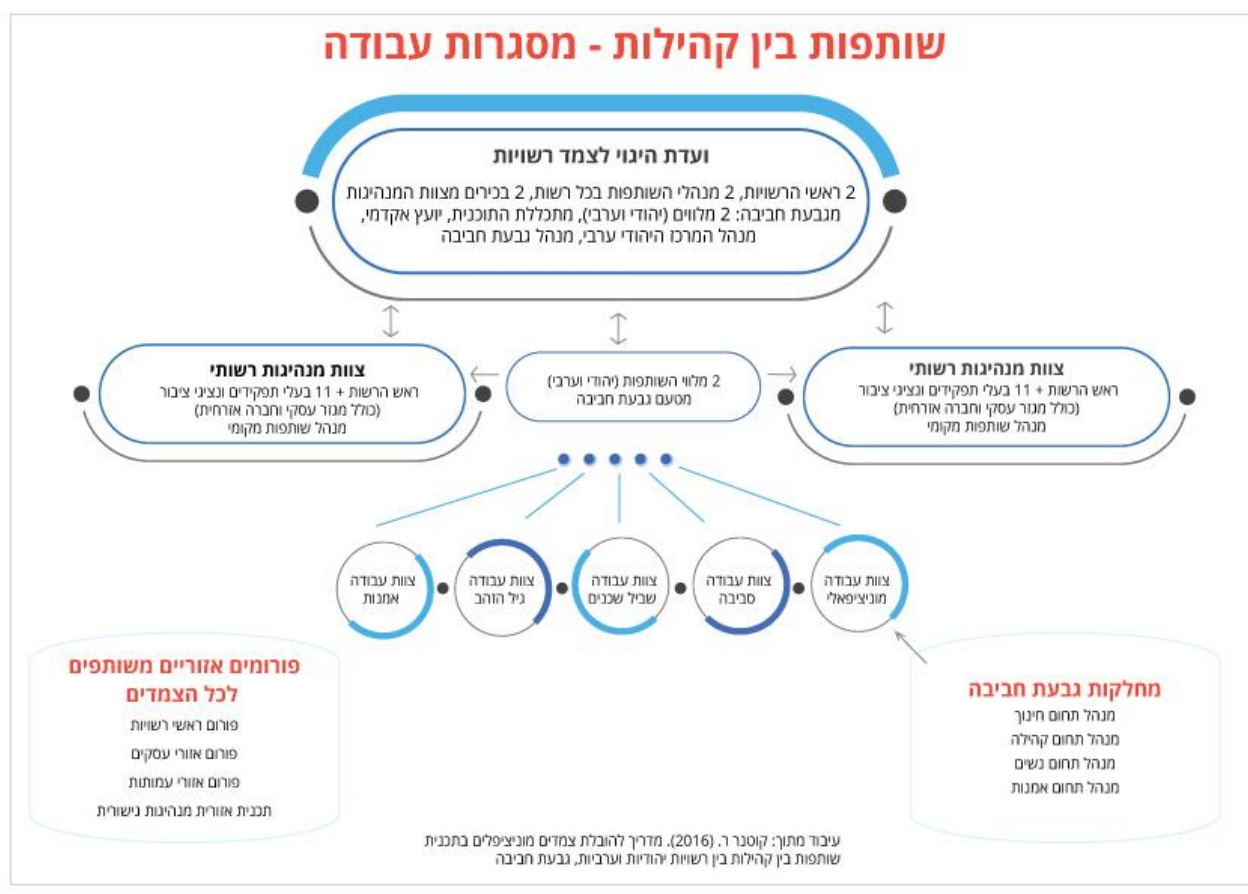 שותפות בין קהילות - מסגרות עבודה
ועדת היגוי לצמד רשויות
2 ראשי הרשויות, 2 מנהלי השותפות בכל רשות, 2 בכירים מצוות המנהיגות
מגבעת חביבה: 2 מלווים (יהודי וערבי), מתכללת התוכנית, יועץ אקדמי,
מנהל המרכז היהודי ערבי, מנהל גבעת חביבה
צוות מנהיגות רשותי
ראש הרשות + 11 בעלי תפקידים ונציגי ציבור
(כולל מגזר עסקי וחברה אזרחית)
מנהל שותפות מקומי
2 מלווי השותפות (יהודי וערבי)
מטעם גבעת חביבה
צוות מנהיגות רשותי
ראש הרשות + 11 בעלי תפקידים ונציגי ציבור
(כולל מגזר עסקי וחברה אזרחית)
מנהל שותפות מקומי
צוות עבודה
מוניציפאלי
צוות עבודה
סביבה
צוות עבודה
שביל שכנים
צוות עבודה
גיל הזהב
צוות עבודה
אמנות
מחלקות גבעת חביבה
מנהל תחום חינוך
מנהל תחום קהילה
מנהל תחום נשים
מנהל תחום אמנות
פורומים אזוריים משותפים
לכל הצמדים
פורום ראשי רשויות
פורום אזורי עסקים
פורום אזורי עמותות
תכנית אזורית מנהיגות גישורית
עיבוד מתוך: קוטנר ר. (2016). מדריך להובלת צמדים מוניציפלים בתכנית
שותפות בין קהילות בין רשויות יהודיות וערביות, גבעת חביבה